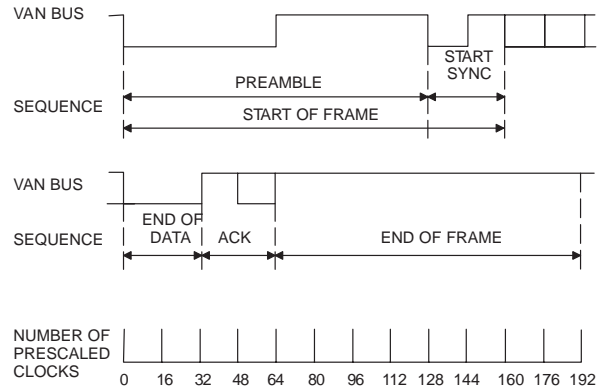 VAN BUS
START
SYNC
PREAMBLE
SEQUENCE
START OF FRAME
VAN BUS
END OF
DATA
ACK
END OF FRAME
SEQUENCE
NUMBER OF
PRESCALED
CLOCKS
0 16 32 48 64 80 96 112 128 144 160 176 192